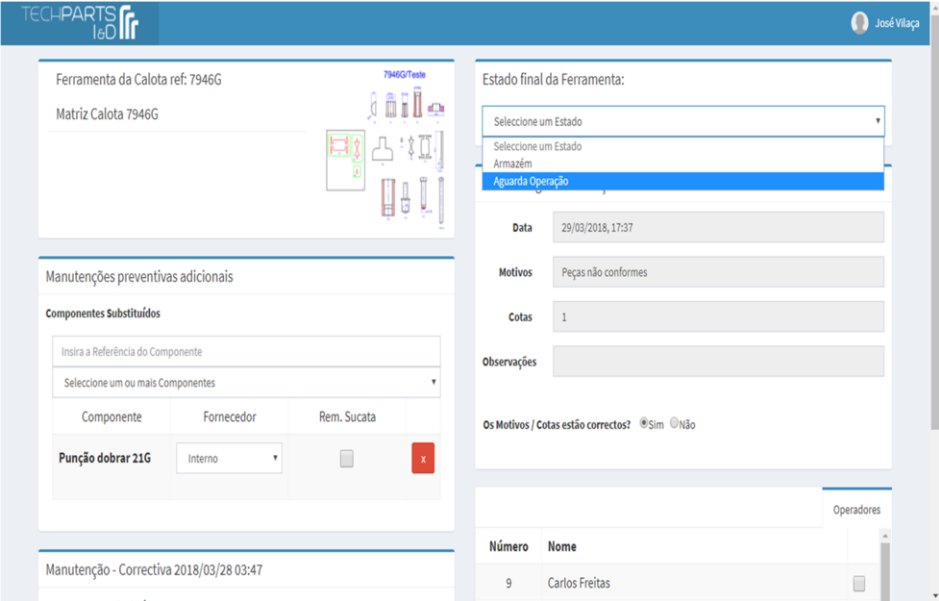 TECHPARTS
I&D
José Vilaça
Ferramenta da Calota ref: 7946G
Matriz Calota 7946G
7946G/Teste
Manutenções preventivas adicionais
Componentes Substituídos
Insira a Referência do Componente
Seleccione um ou mais Componentes
Componente Fornecedor Rem. Sucata
Punção dobrar 21G Interno x
Manutenção - Correctiva 2018/03/28 03:47
Estado final da Ferramenta:
Seleccione um Estado
Seleccione um Estado
Armazém
Aguarda Operação
Data 29/03/2018, 17:37
Motivos Peças não conformes
Cotas 1
Observações
Os Motivos / Cotas estão correctos? Sim Não
Operadores
Número Nome
9 Carlos Freitas